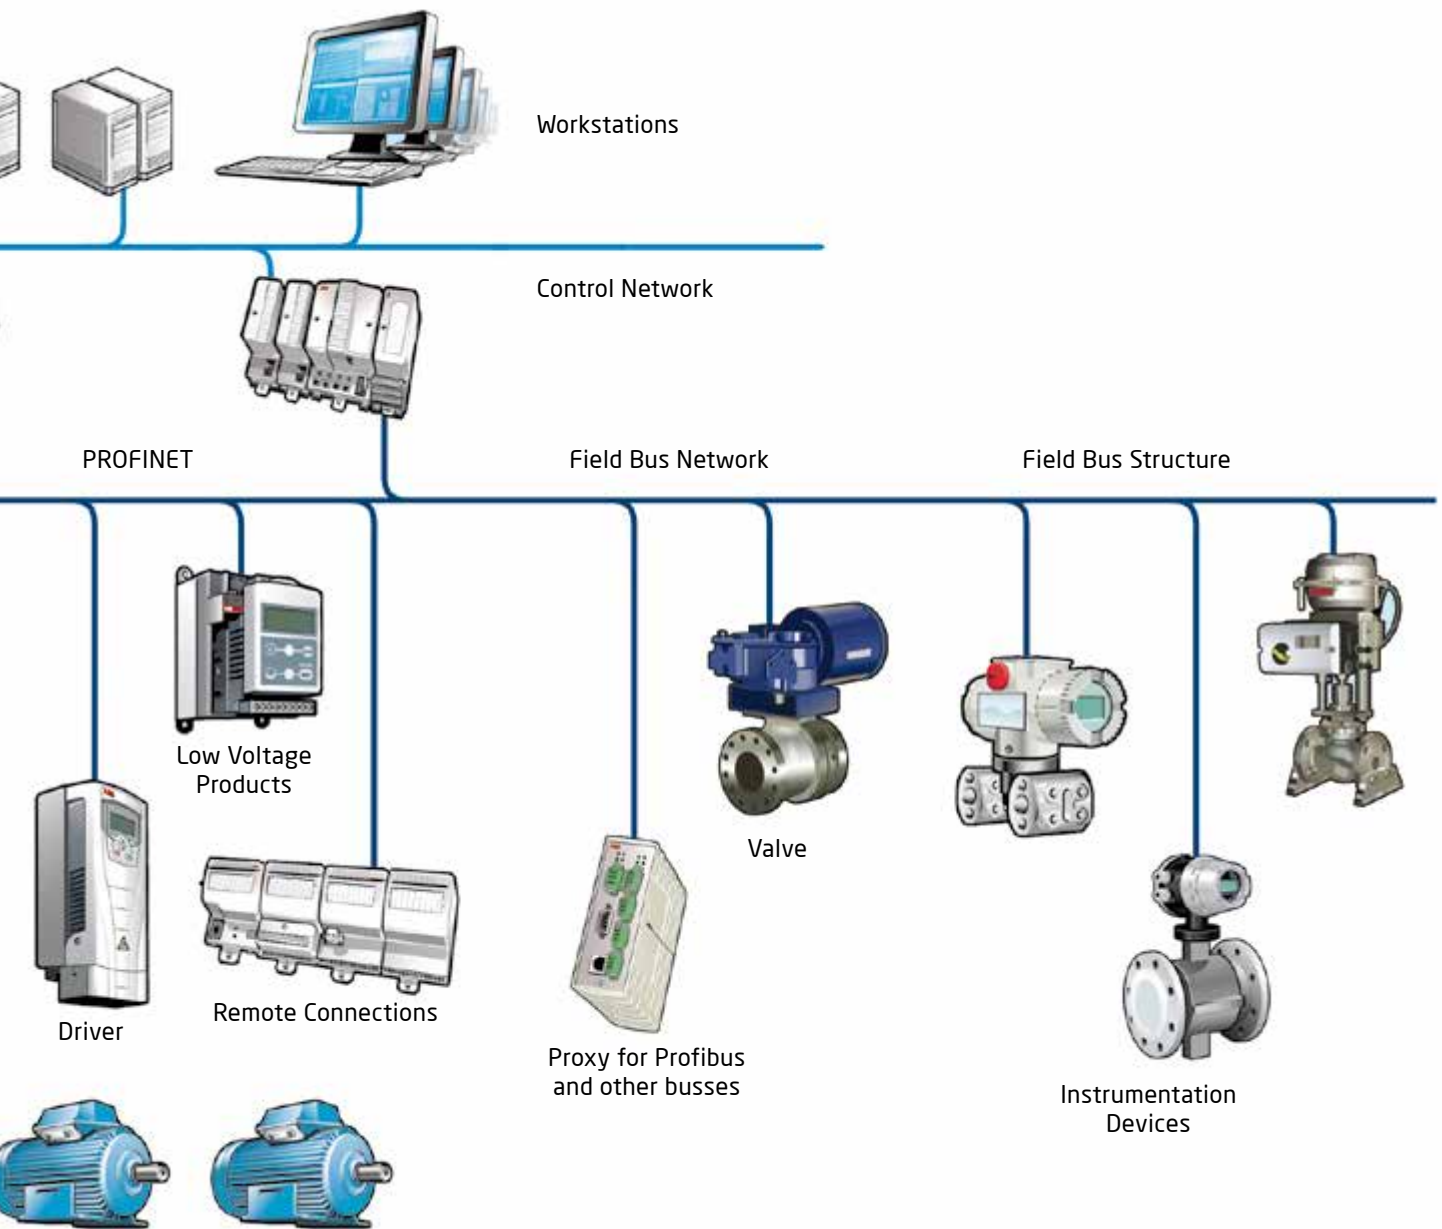 Workstations
Control Network
PROFINET
Field Bus Network
Field Bus Structure
Low Voltage
Products
Valve
Driver
Remote Connections
Proxy for Profibus
and other busses
Instrumentation
Devices